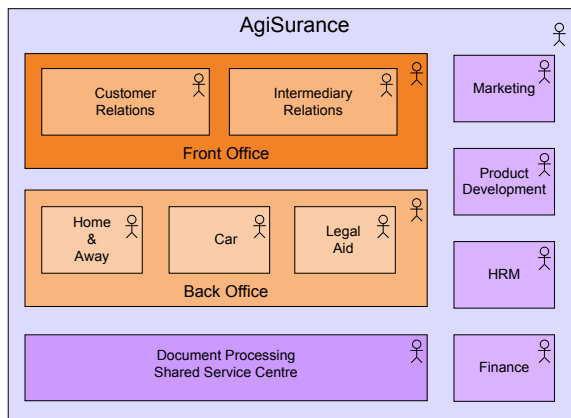 AgiSurance
Customer
Relations
Intermediary
Relations
Front Office
Home
&
Away
Car
Legal
Aid
Back Office
Document Processing
Shared Service Centre
Marketing
Product
Development
HRM
Finance